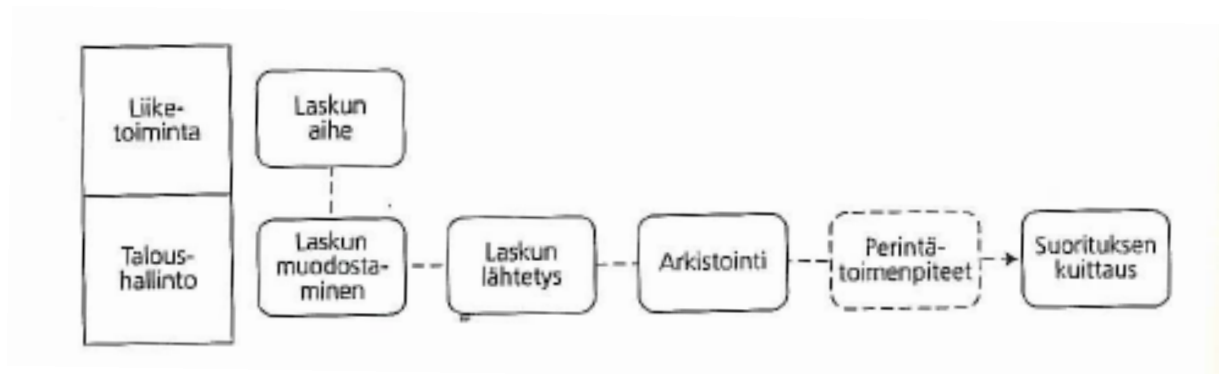 Liike-
toiminta
Laskun
aihe
Talous-
hallinto
Laskun
muodosta-
minen
Laskun
lähtetys
Arkistointi
Perintä-
toimenpiteet
Suorituksen
kuittaus